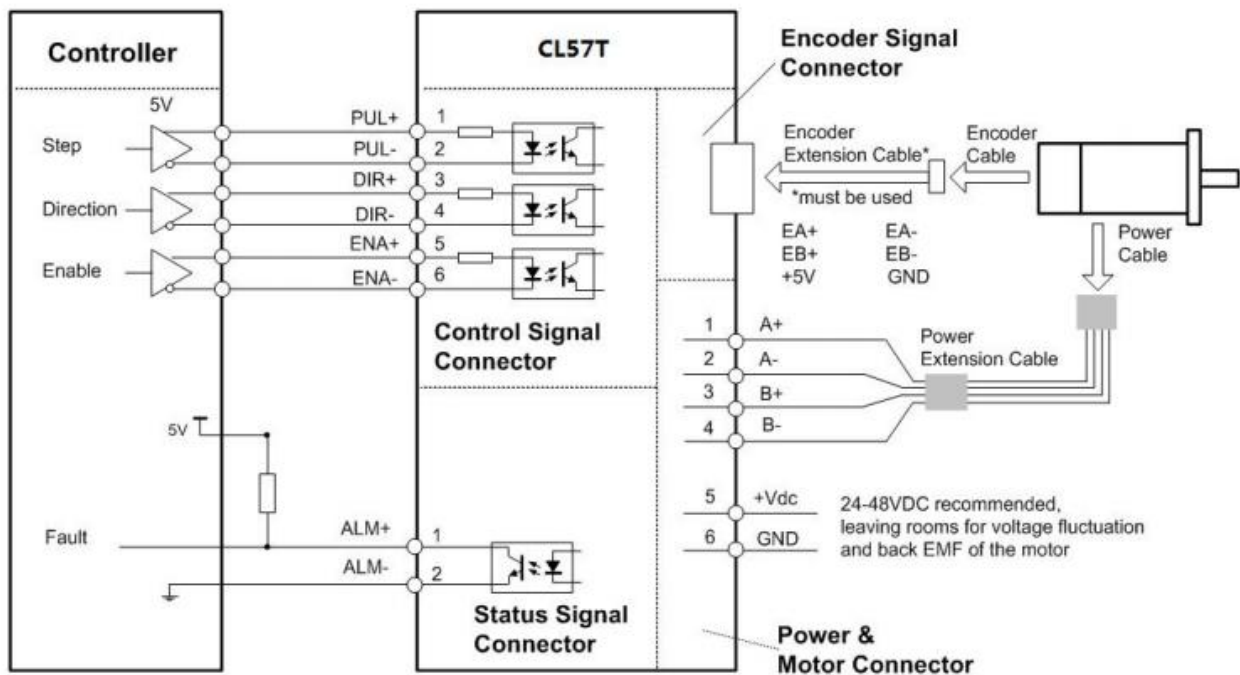 Controller
CL57T
Encoder Signal
Connector
5V
Step
Direction
Enable
PUL+
PUL-
DIR+
DIR-
ENA+
ENA-
1
2
3
4
5
6
Control Signal
Connector
Encoder
Extension Cable*
*must be used
Encoder
Cable
EA+ EA-
EB+ EB-
+5V GND
Power
Cable
1 A+
2 A-
3 B+
4 B-
Power
Extension Cable
5 +Vdc
6 GND
24-48VDC recommended,
leaving rooms for voltage fluctuation
and back EMF of the motor
5V
Fault
ALM+ 1
ALM- 2
Status Signal
Connector
Power &
Motor Connector